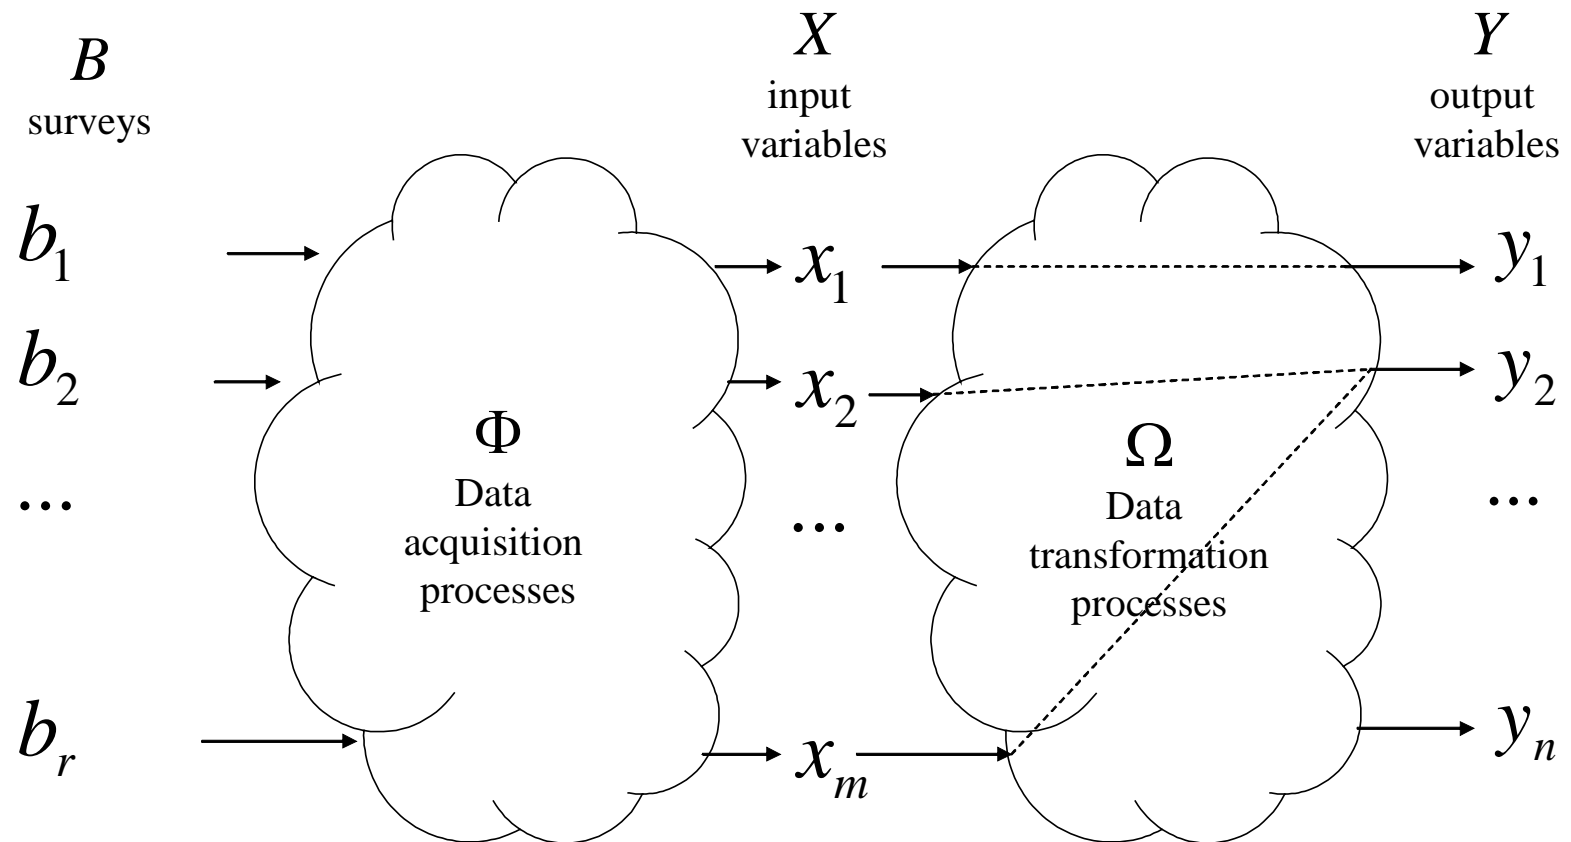 B
surveys
X
input
variables
Y
output
variables
b₁
x₁
y₁
b₂
x₂
y₂
Φ
Data
acquisition
processes
Ω
Data
transformation
processes
...
...
...
bᵣ
xₘ
yₙ